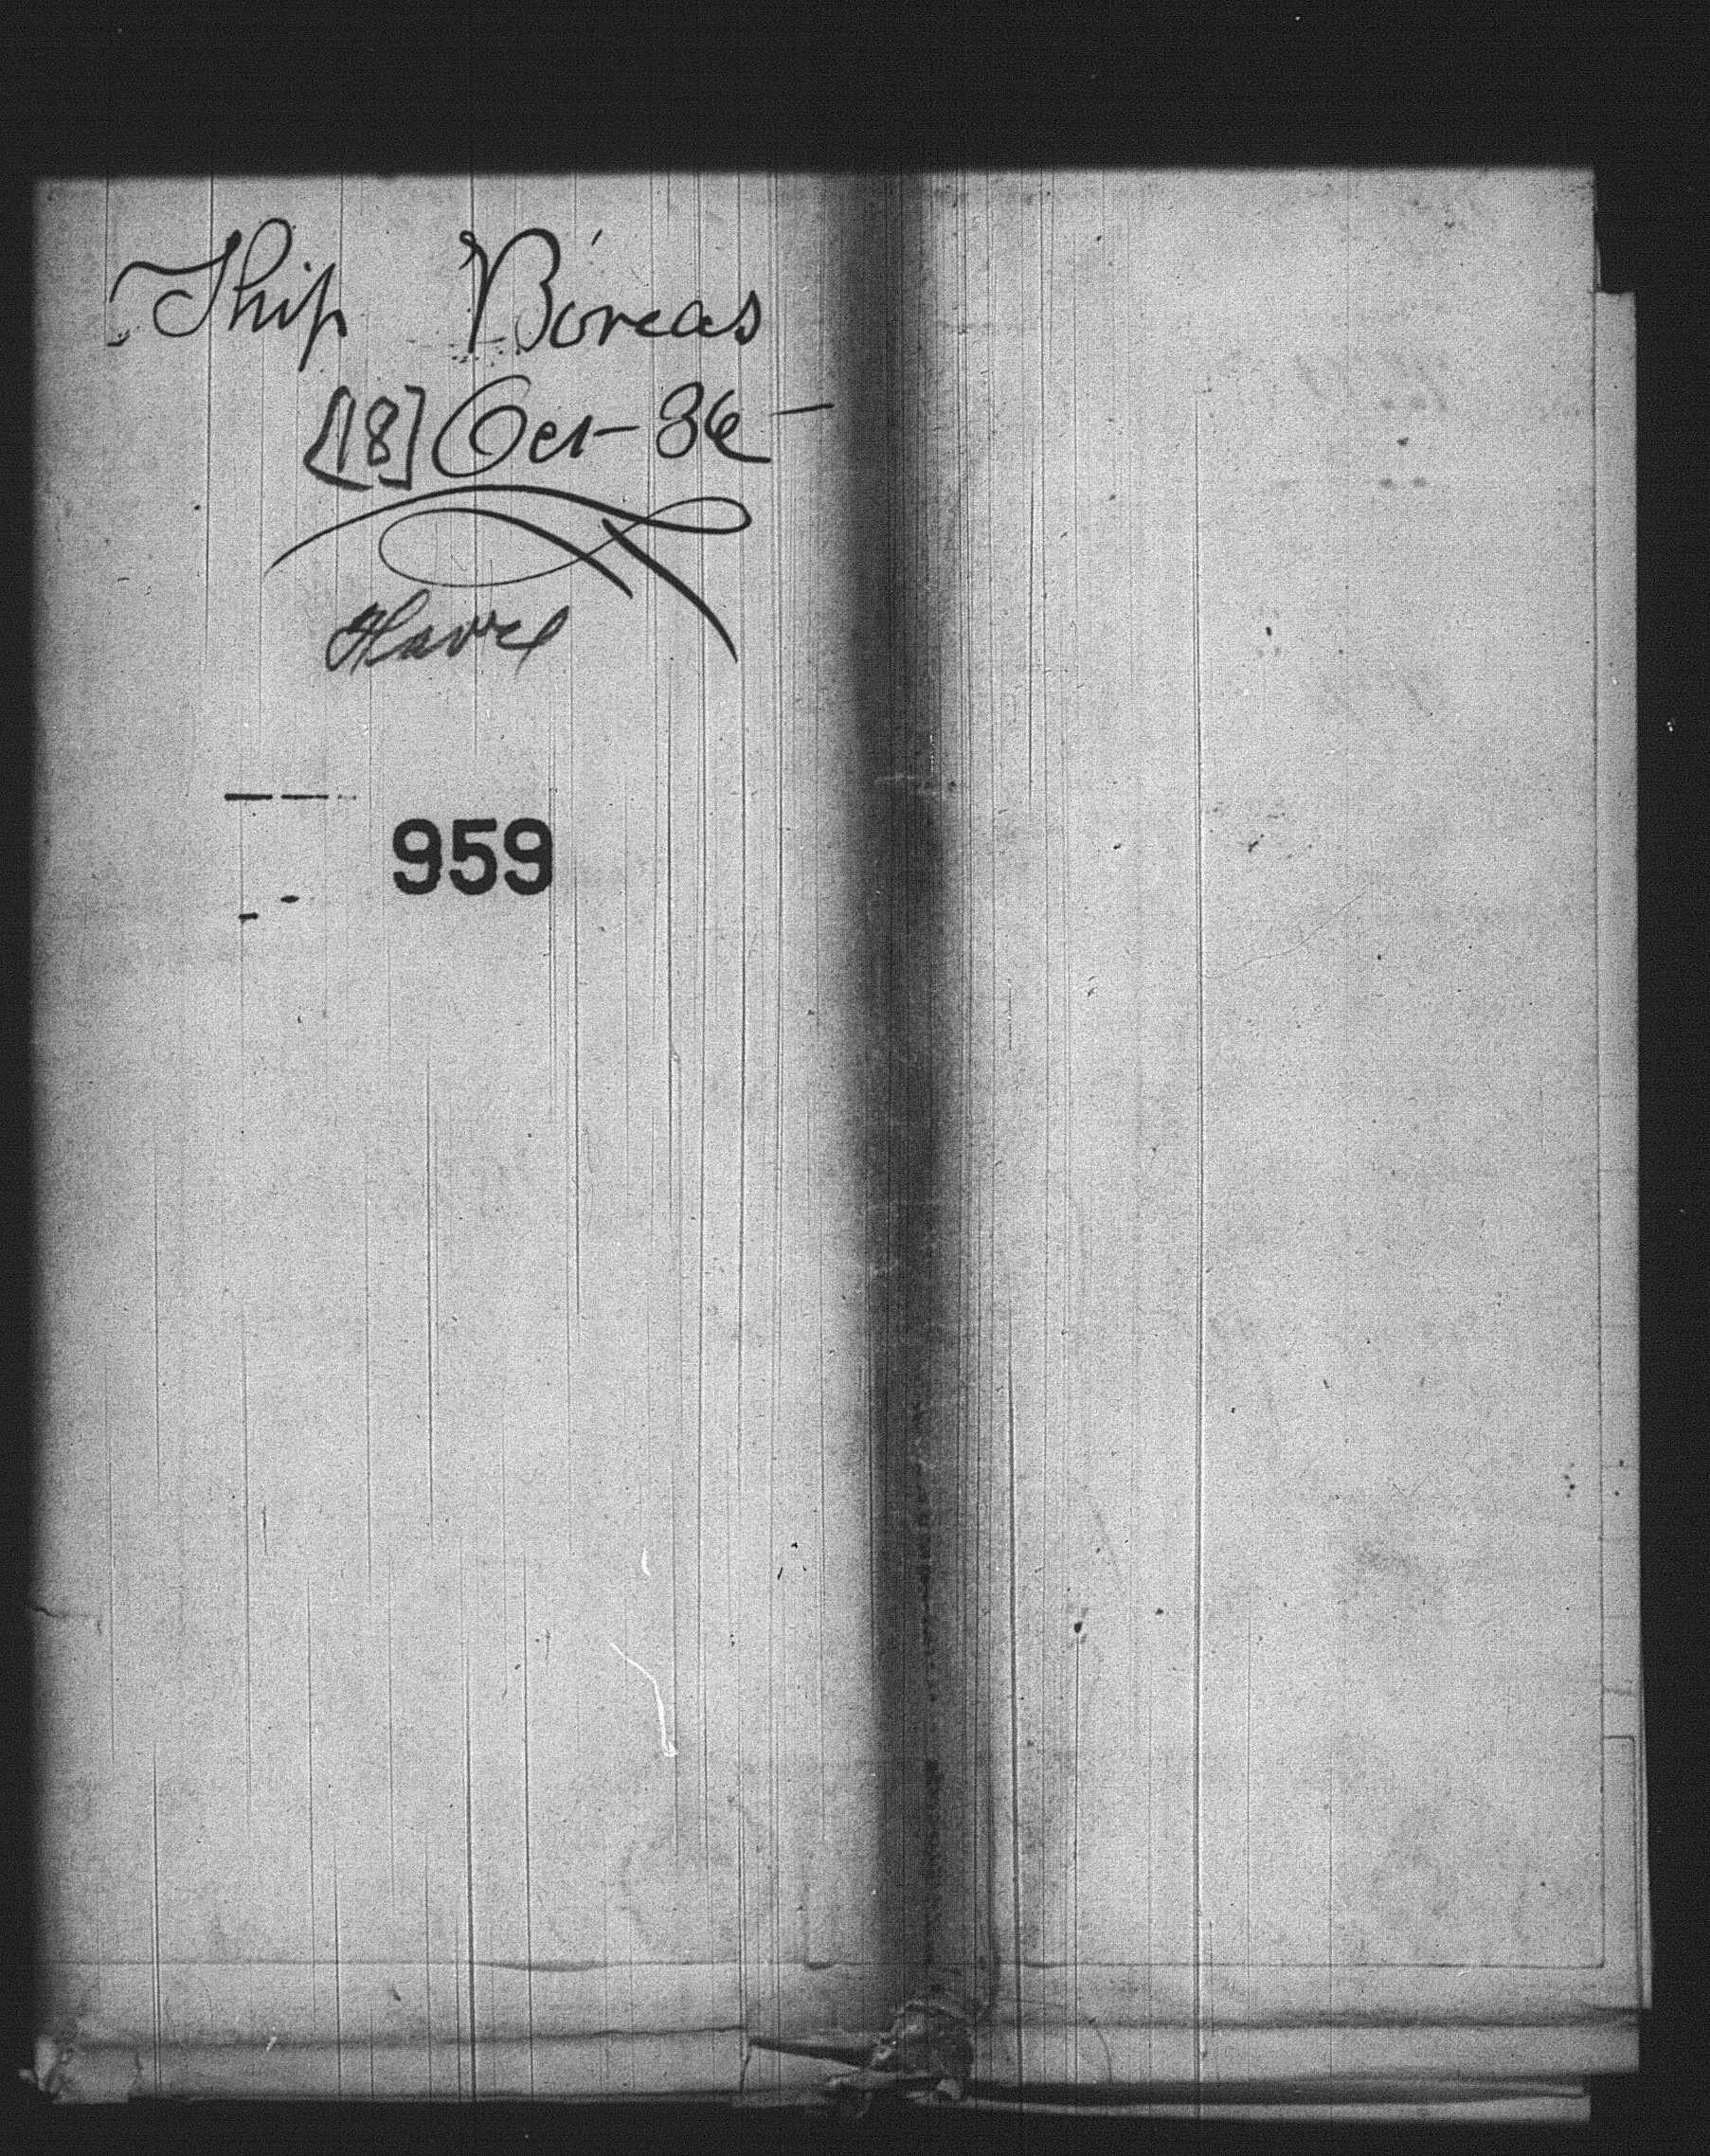 Ship Boreas
[18] Oct - 36 -
Havre
959